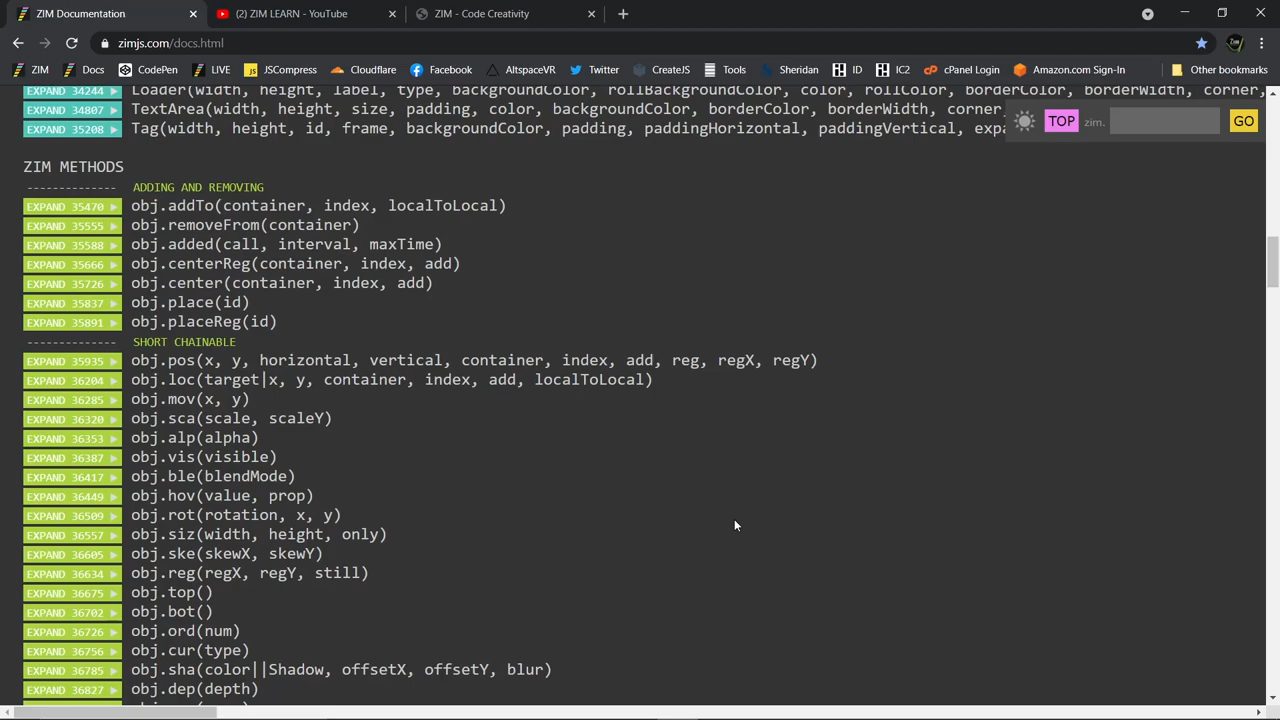 ZIM Documentation
(2) ZIM LEARN - YouTube
ZIM - Code Creativity
zimjs.com/docs.html
ZIM
Docs
CodePen
LIVE
JSCompress
Cloudflare
Facebook
AltspaceVR
Twitter
CreateJS
Tools
Sheridan
ID
IC2
cPanel Login
Amazon.com Sign-In
Other bookmarks
EXPAND 34244 Loader(width, height, label, type, backgroundColor, rollBackgroundColor, color, rollColor, borderColor, borderWidth, corner,
EXPAND 34807 TextArea(width, height, size, padding, color, backgroundColor, borderColor, borderWidth, corner
EXPAND 35208 Tag(width, height, id, frame, backgroundColor, padding, paddingHorizontal, paddingVertical, expa
TOP zim. GO
ZIM METHODS
-------------- ADDING AND REMOVING
EXPAND 35470 obj.addTo(container, index, localToLocal)
EXPAND 35555 obj.removeFrom(container)
EXPAND 35588 obj.added(call, interval, maxTime)
EXPAND 35666 obj.centerReg(container, index, add)
EXPAND 35726 obj.center(container, index, add)
EXPAND 35837 obj.place(id)
EXPAND 35891 obj.placeReg(id)
-------------- SHORT CHAINABLE
EXPAND 35935 obj.pos(x, y, horizontal, vertical, container, index, add, reg, regX, regY)
EXPAND 36204 obj.loc(target|x, y, container, index, add, localToLocal)
EXPAND 36285 obj.mov(x, y)
EXPAND 36320 obj.sca(scale, scaleY)
EXPAND 36353 obj.alp(alpha)
EXPAND 36387 obj.vis(visible)
EXPAND 36417 obj.ble(blendMode)
EXPAND 36449 obj.hov(value, prop)
EXPAND 36509 obj.rot(rotation, x, y)
EXPAND 36557 obj.siz(width, height, only)
EXPAND 36605 obj.ske(skewX, skewY)
EXPAND 36634 obj.reg(regX, regY, still)
EXPAND 36675 obj.top()
EXPAND 36702 obj.bot()
EXPAND 36726 obj.ord(num)
EXPAND 36756 obj.cur(type)
EXPAND 36785 obj.sha(color||Shadow, offsetX, offsetY, blur)
EXPAND 36827 obj.dep(depth)